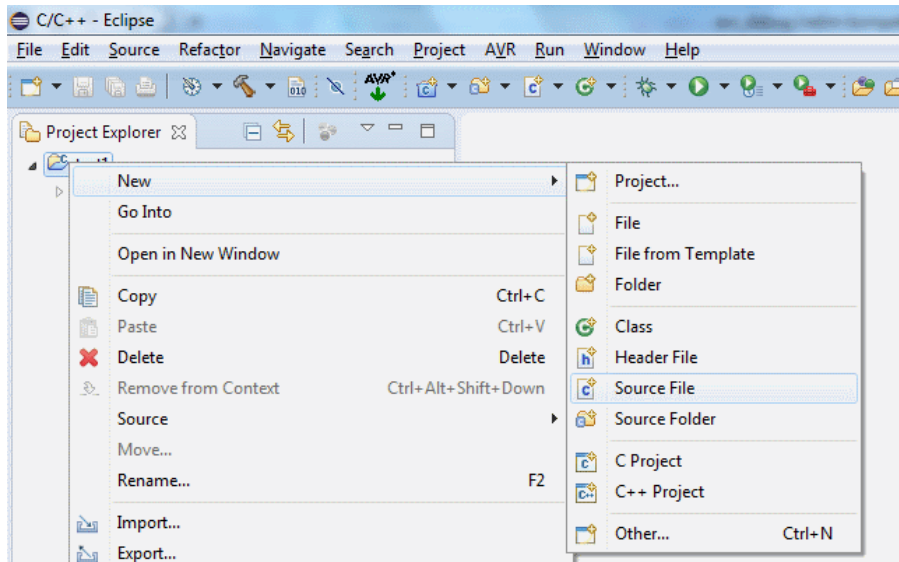 C/C++ - Eclipse
File Edit Source Refactor Navigate Search Project AVR Run Window Help
010 AVR
Project Explorer
New
Go Into
Open in New Window
Copy Ctrl+C
Paste Ctrl+V
Delete Delete
Remove from Context Ctrl+Alt+Shift+Down
Source
Move...
Rename... F2
Import...
Export...
Project...
File
File from Template
Folder
Class
Header File
Source File
Source Folder
C Project
C++ Project
Other... Ctrl+N